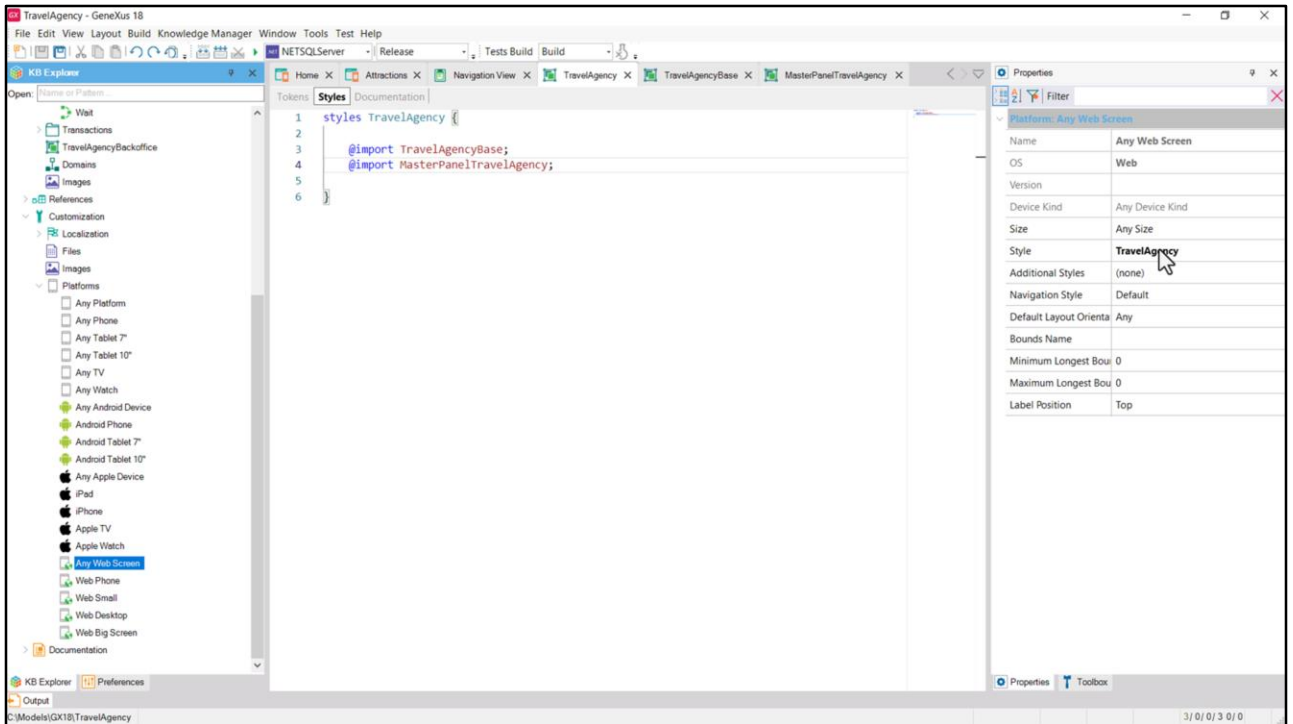 TravelAgency - GeneXus 18
File Edit View Layout Build Knowledge Manager Window Tools Test Help
NETSQLServer Release Tests Build Build
KB Explorer
Open: Name or Pattern...
Wait
Transactions
TravelAgencyBackoffice
Domains
Images
References
Customization
Localization
Files
Images
Platforms
Any Platform
Any Phone
Any Tablet 7"
Any Tablet 10"
Any TV
Any Watch
Any Android Device
Android Phone
Android Tablet 7"
Android Tablet 10"
Any Apple Device
iPad
iPhone
Apple TV
Apple Watch
Any Web Screen
Web Phone
Web Small
Web Desktop
Web Big Screen
Documentation
KB Explorer Preferences
Home Attractions Navigation View TravelAgency TravelAgencyBase MasterPanelTravelAgency
Tokens Styles Documentation
1 styles TravelAgency {
2
3 @import TravelAgencyBase;
4 @import MasterPanelTravelAgency;
5
6 }
Properties
Filter
Platform: Any Web Screen
Name Any Web Screen
OS Web
Version
Device Kind Any Device Kind
Size Any Size
Style TravelAgency
Additional Styles (none)
Navigation Style Default
Default Layout Orienta Any
Bounds Name
Minimum Longest Bou 0
Maximum Longest Bou 0
Label Position Top
Properties Toolbox
Output
C:\Models\GX18\TravelAgency 3/ 0/ 0/ 3 0/ 0